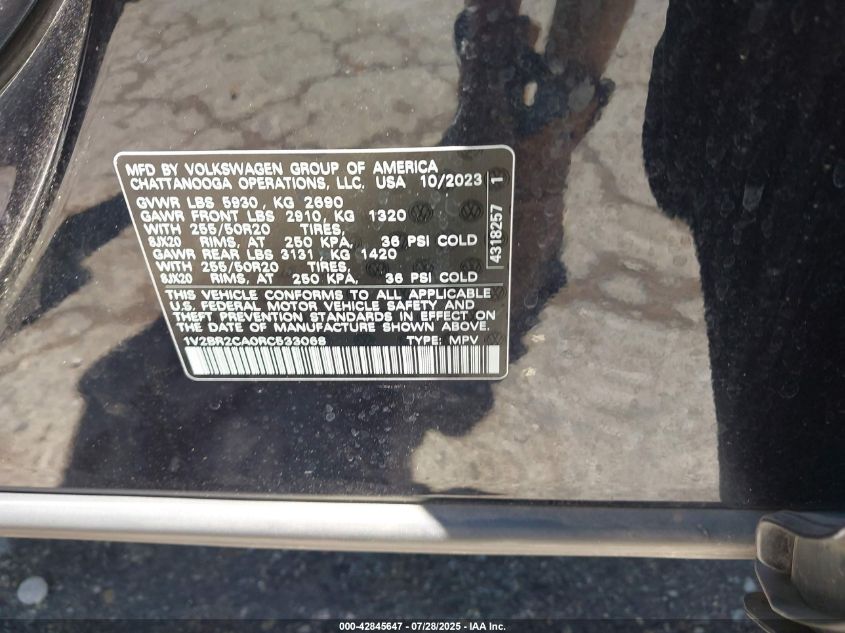 MFD BY VOLKSWAGEN GROUP OF AMERICA
CHATTANOOGA OPERATIONS, LLC. USA 10/2023
GVWR LBS 5930, KG 2690
GAWR FRONT LBS 2910, KG 1320
WITH 255/50R20 TIRES,
8JX20 RIMS, AT 250 KPA, 36 PSI COLD
GAWR REAR LBS 3131, KG 1420
WITH 255/50R20 TIRES,
8JX20 RIMS, AT 250 KPA, 36 PSI COLD
THIS VEHICLE CONFORMS TO ALL APPLICABLE
U.S. FEDERAL MOTOR VEHICLE SAFETY AND
THEFT PREVENTION STANDARDS IN EFFECT ON
THE DATE OF MANUFACTURE SHOWN ABOVE.
1V2BR2CA0RC533068 TYPE: MPV
4318257 1
000-42845647 / 07/28/2025 - IAA Inc.